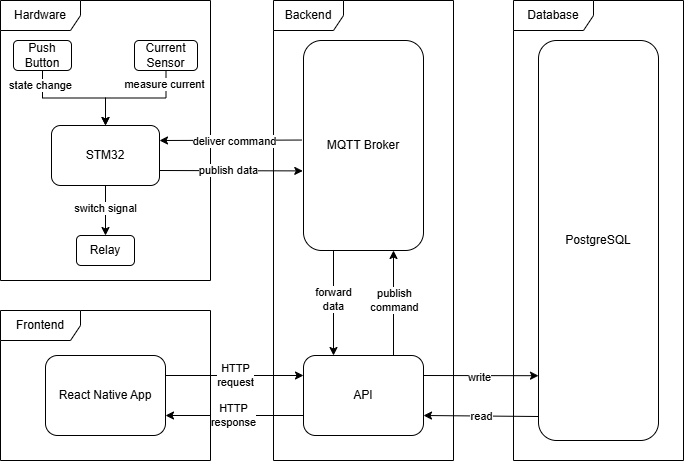 Hardware
Backend
Database
Push
Button
Current
Sensor
state change
measure current
STM32
deliver command
publish data
MQTT Broker
switch signal
Relay
PostgreSQL
forward
data
publish
command
Frontend
React Native App
HTTP
request
HTTP
response
API
write
read